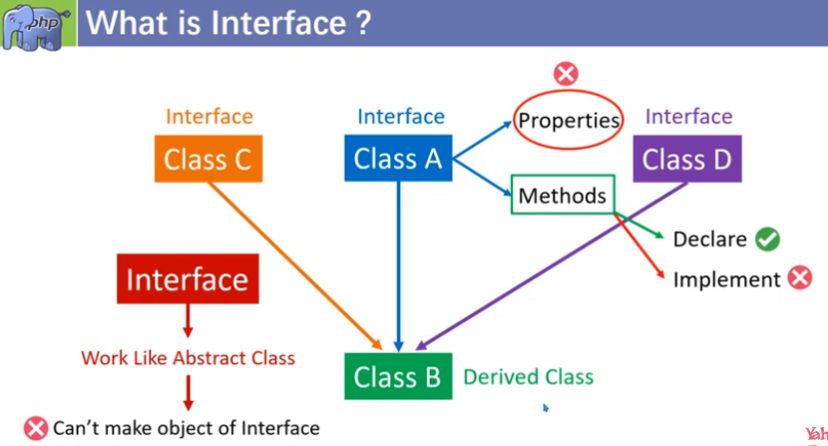 php
What is Interface ?
Interface
Class C
Interface
Class A
Properties
Interface
Class D
Methods
Declare
Implement
Interface
Work Like Abstract Class
Can't make object of Interface
Class B
Derived Class
Yah